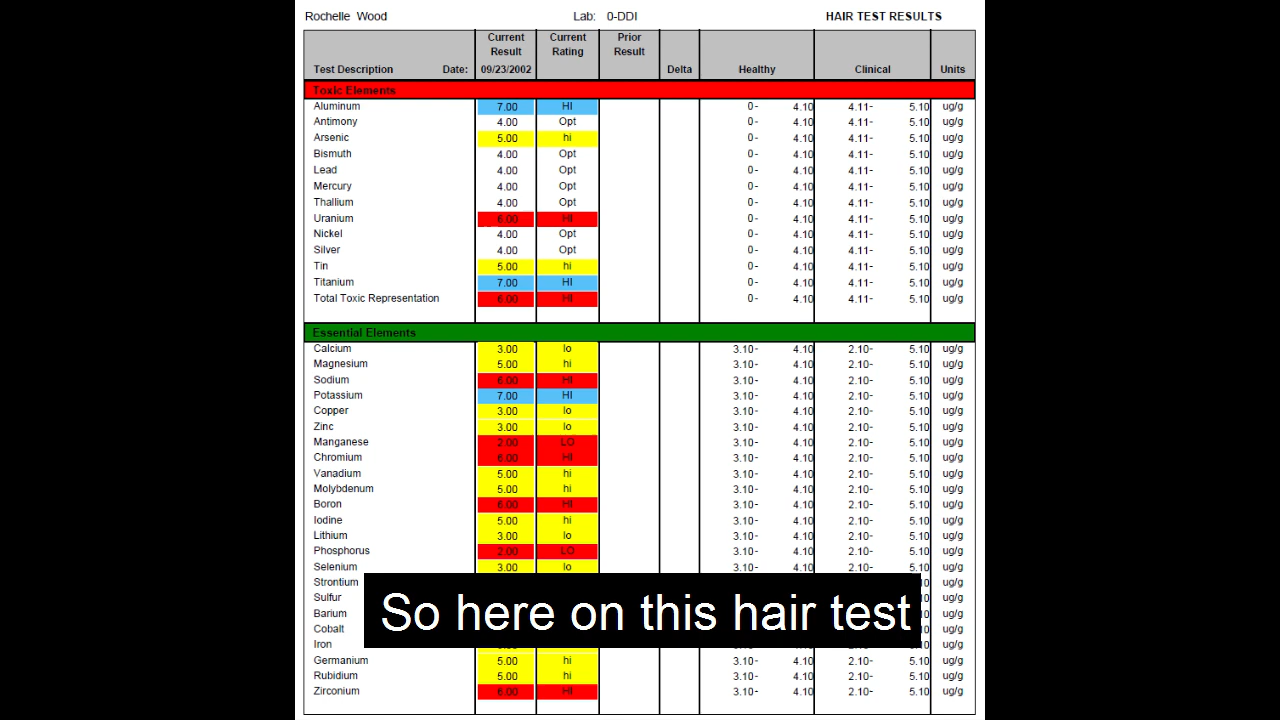 Rochelle Wood Lab: 0-DDI HAIR TEST RESULTS
Current Current Prior
Result Rating Result
Test Description Date: 09/23/2002 Delta Healthy Clinical Units
Toxic Elements
Aluminum 7.00 HI 0- 4.10 4.11- 5.10 ug/g
Antimony 4.00 Opt 0- 4.10 4.11- 5.10 ug/g
Arsenic 5.00 hi 0- 4.10 4.11- 5.10 ug/g
Bismuth 4.00 Opt 0- 4.10 4.11- 5.10 ug/g
Lead 4.00 Opt 0- 4.10 4.11- 5.10 ug/g
Mercury 4.00 Opt 0- 4.10 4.11- 5.10 ug/g
Thallium 4.00 Opt 0- 4.10 4.11- 5.10 ug/g
Uranium 6.00 HI 0- 4.10 4.11- 5.10 ug/g
Nickel 4.00 Opt 0- 4.10 4.11- 5.10 ug/g
Silver 4.00 Opt 0- 4.10 4.11- 5.10 ug/g
Tin 5.00 hi 0- 4.10 4.11- 5.10 ug/g
Titanium 7.00 HI 0- 4.10 4.11- 5.10 ug/g
Total Toxic Representation 6.00 HI 0- 4.10 4.11- 5.10 ug/g
Essential Elements
Calcium 3.00 lo 3.10- 4.10 2.10- 5.10 ug/g
Magnesium 5.00 hi 3.10- 4.10 2.10- 5.10 ug/g
Sodium 6.00 HI 3.10- 4.10 2.10- 5.10 ug/g
Potassium 7.00 HI 3.10- 4.10 2.10- 5.10 ug/g
Copper 3.00 lo 3.10- 4.10 2.10- 5.10 ug/g
Zinc 3.00 lo 3.10- 4.10 2.10- 5.10 ug/g
Manganese 2.00 LO 3.10- 4.10 2.10- 5.10 ug/g
Chromium 6.00 HI 3.10- 4.10 2.10- 5.10 ug/g
Vanadium 5.00 hi 3.10- 4.10 2.10- 5.10 ug/g
Molybdenum 5.00 hi 3.10- 4.10 2.10- 5.10 ug/g
Boron 6.00 HI 3.10- 4.10 2.10- 5.10 ug/g
Iodine 5.00 hi 3.10- 4.10 2.10- 5.10 ug/g
Lithium 3.00 lo 3.10- 4.10 2.10- 5.10 ug/g
Phosphorus 2.00 LO 3.10- 4.10 2.10- 5.10 ug/g
Selenium 3.00 lo 3.10- 4.10 2.10- 5.10 ug/g
Strontium 5.10 ug/g
Sulfur 5.10 ug/g
So here on this hair test
Barium 5.10 ug/g
Cobalt 5.10 ug/g
Iron 3.10- 4.10 2.10- 5.10 ug/g
Germanium 5.00 hi 3.10- 4.10 2.10- 5.10 ug/g
Rubidium 5.00 hi 3.10- 4.10 2.10- 5.10 ug/g
Zirconium 6.00 HI 3.10- 4.10 2.10- 5.10 ug/g